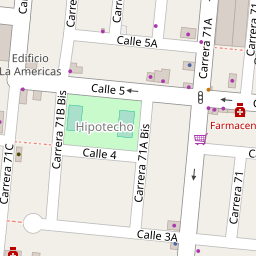 Calle 5A
Carrera 71A
Edificio
La Américas
Calle 5
Carrera 71B Bis
Hipotecho
Carrera 71A Bis
Farmacen
Calle 4
Carrera 71C
Carrera 71
Calle 3A